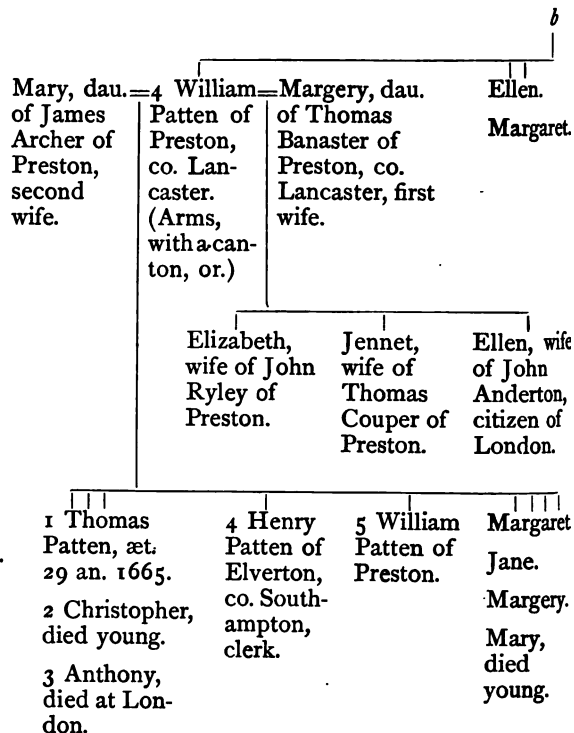 b
Mary, dau.
of James
Archer of
Preston,
second
wife.
=4 William=
Patten of
Preston,
co. Lan-
caster.
(Arms,
with a can-
ton, or.)
Margery, dau.
of Thomas
Banaster of
Preston, co.
Lancaster, first
wife.
Ellen.
Margaret.
Elizabeth,
wife of John
Ryley of
Preston.
Jennet,
wife of
Thomas
Couper of
Preston.
Ellen, wife
of John
Anderton,
citizen of
London.
1 Thomas
Patten, æt.
29 an. 1665.
2 Christopher,
died young.
3 Anthony,
died at Lon-
don.
4 Henry
Patten of
Elverton,
co. South-
ampton,
clerk.
5 William
Patten of
Preston.
Margaret
Jane.
Margery.
Mary,
died
young.